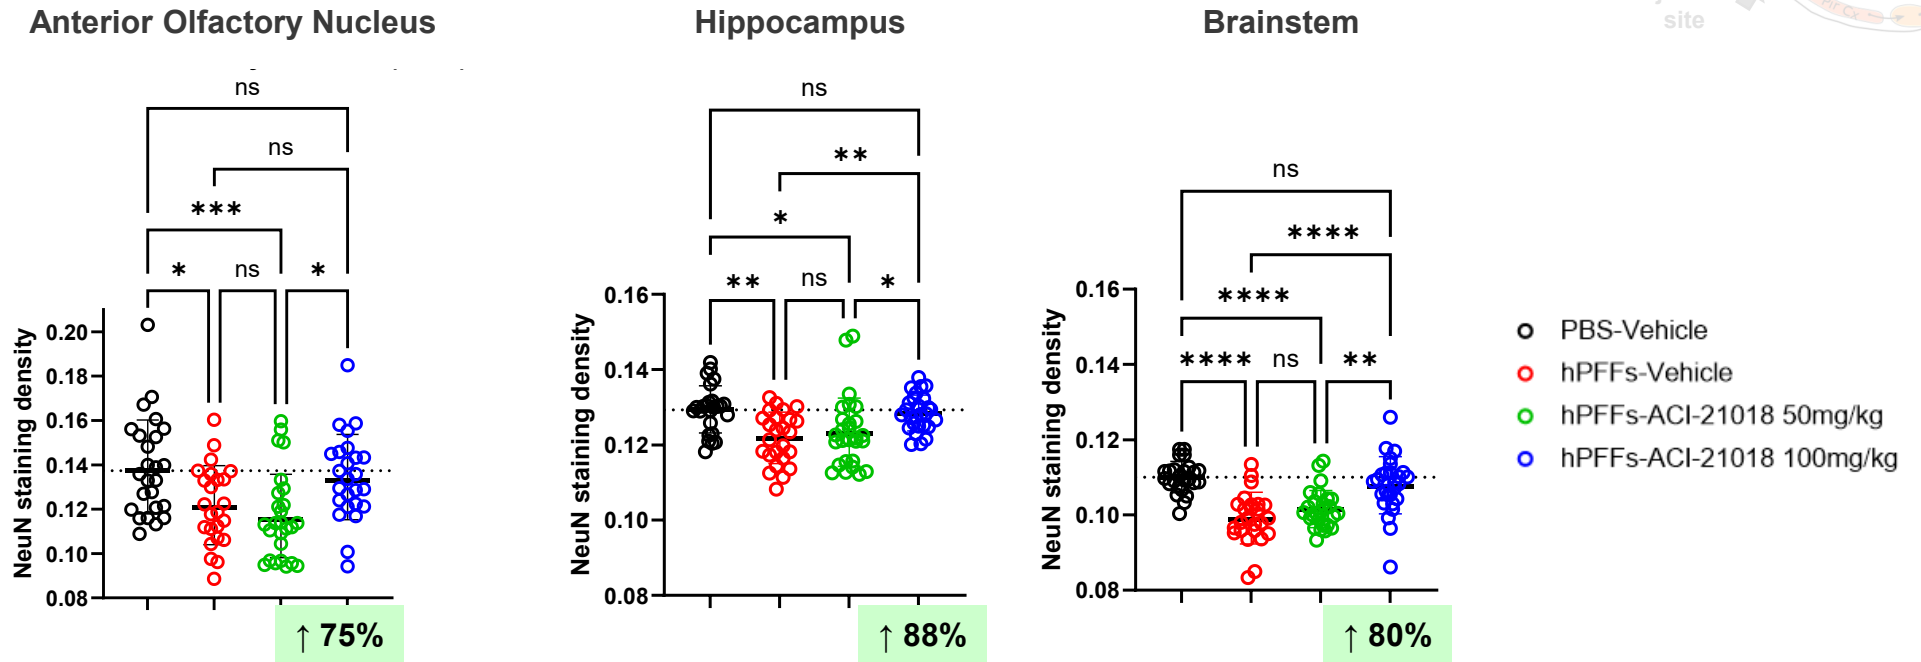 Anterior Olfactory Nucleus
ns
ns
***
* ns *
NeuN staining density
0.20
0.18
0.16
0.14
0.12
0.10
0.08
↑ 75%
Hippocampus
ns
**
*
** ns *
NeuN staining density
0.16
0.14
0.12
0.10
0.08
↑ 88%
Brainstem
ns
****
****
**** ns **
NeuN staining density
0.16
0.14
0.12
0.10
0.08
↑ 80%
site
Pir Cx
PBS-Vehicle
hPFFs-Vehicle
hPFFs-ACI-21018 50mg/kg
hPFFs-ACI-21018 100mg/kg